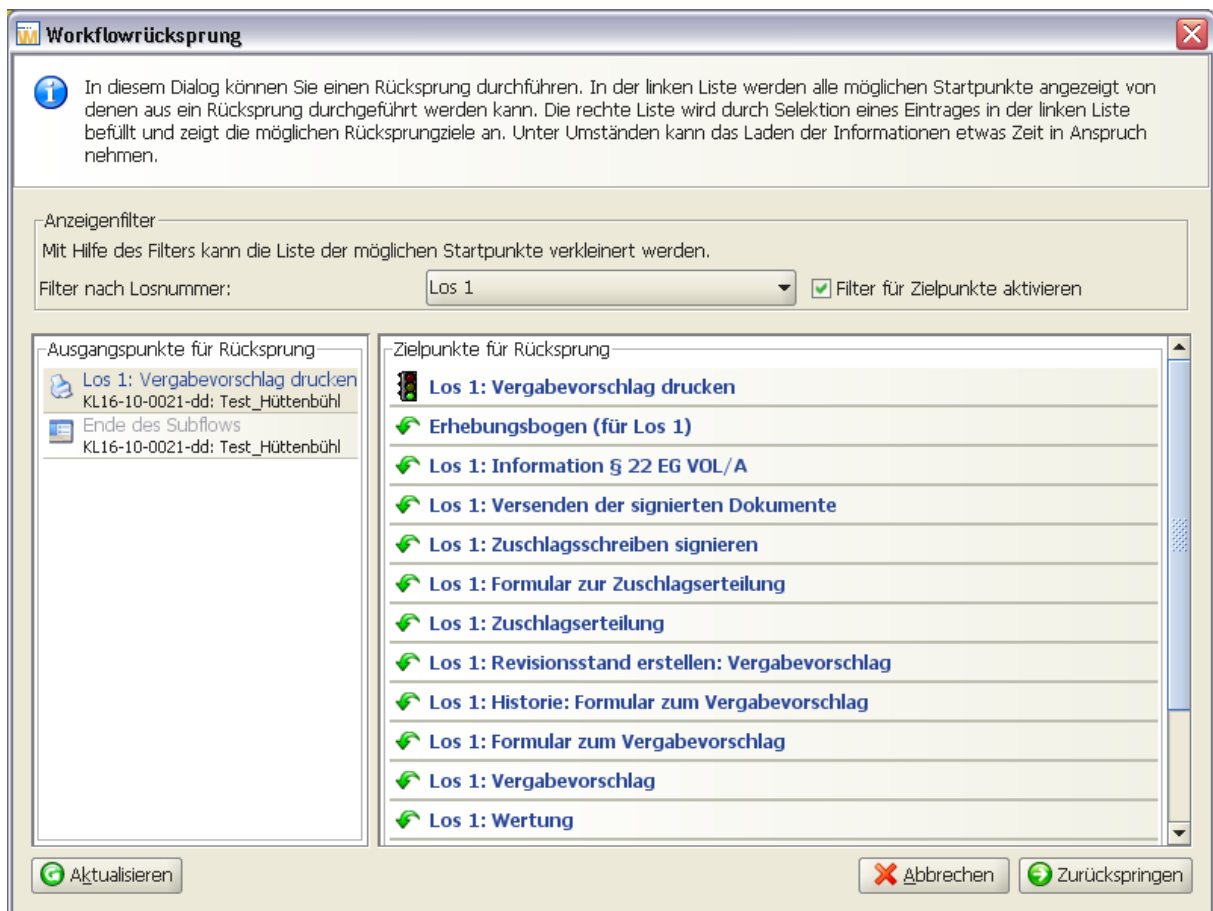 Workflowrücksprung
In diesem Dialog können Sie einen Rücksprung durchführen. In der linken Liste werden alle möglichen Startpunkte angezeigt von
denen aus ein Rücksprung durchgeführt werden kann. Die rechte Liste wird durch Selektion eines Eintrages in der linken Liste
befüllt und zeigt die möglichen Rücksprungziele an. Unter Umständen kann das Laden der Informationen etwas Zeit in Anspruch
nehmen.
Anzeigenfilter
Mit Hilfe des Filters kann die Liste der möglichen Startpunkte verkleinert werden.
Filter nach Losnummer:
Los 1
Filter für Zielpunkte aktivieren
Ausgangspunkte für Rücksprung
Los 1: Vergabevorschlag drucken
KL16-10-0021-dd: Test_Hüttenbühl
Ende des Subflows
KL16-10-0021-dd: Test_Hüttenbühl
Zielpunkte für Rücksprung
Los 1: Vergabevorschlag drucken
Erhebungsbogen (für Los 1)
Los 1: Information § 22 EG VOL/A
Los 1: Versenden der signierten Dokumente
Los 1: Zuschlagsschreiben signieren
Los 1: Formular zur Zuschlagserteilung
Los 1: Zuschlagserteilung
Los 1: Revisionsstand erstellen: Vergabevorschlag
Los 1: Historie: Formular zum Vergabevorschlag
Los 1: Formular zum Vergabevorschlag
Los 1: Vergabevorschlag
Los 1: Wertung
Aktualisieren
Abbrechen
Zurückspringen